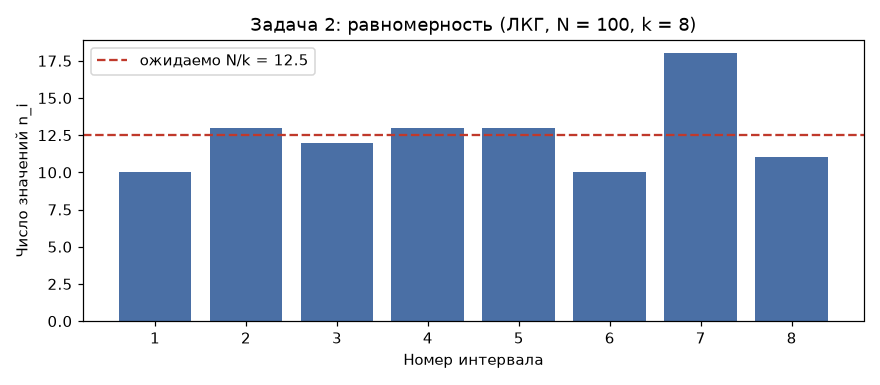 Задача 2: равномерность (ЛКГ, N = 100, k = 8)
ожидаемо N/k = 12.5
Число значений n_i
17.5
15.0
12.5
10.0
7.5
5.0
2.5
0.0
1 2 3 4 5 6 7 8
Номер интервала